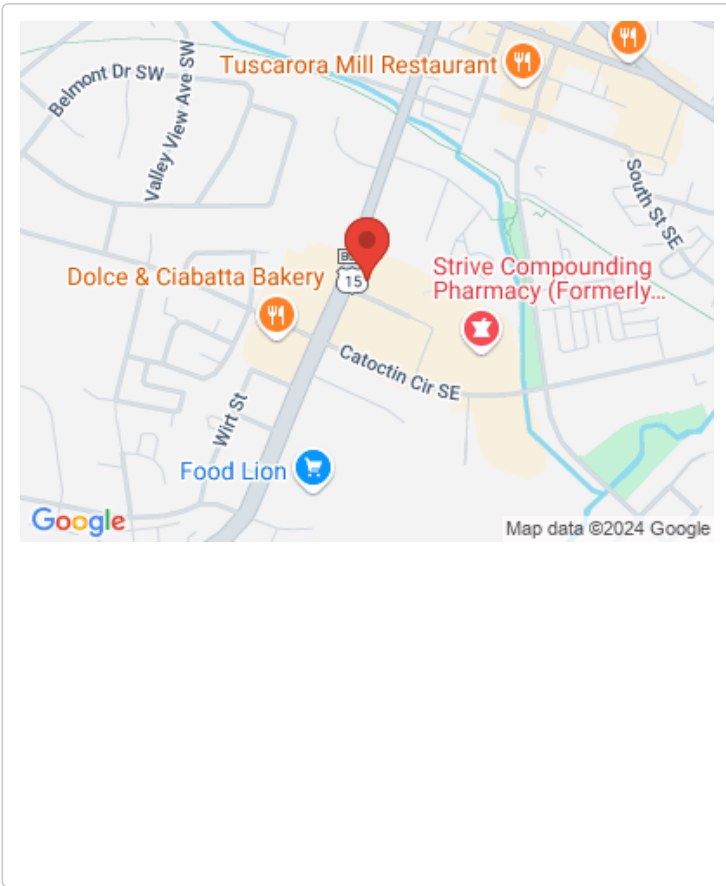 Tuscarora Mill Restaurant
Belmont Dr SW
Valley View Ave SW
South St SE
Dolce & Ciabatta Bakery
15
Strive Compounding
Pharmacy (Formerly...
Catoctin Cir SE
Wirt St
Food Lion
Google
Map data ©2024 Google